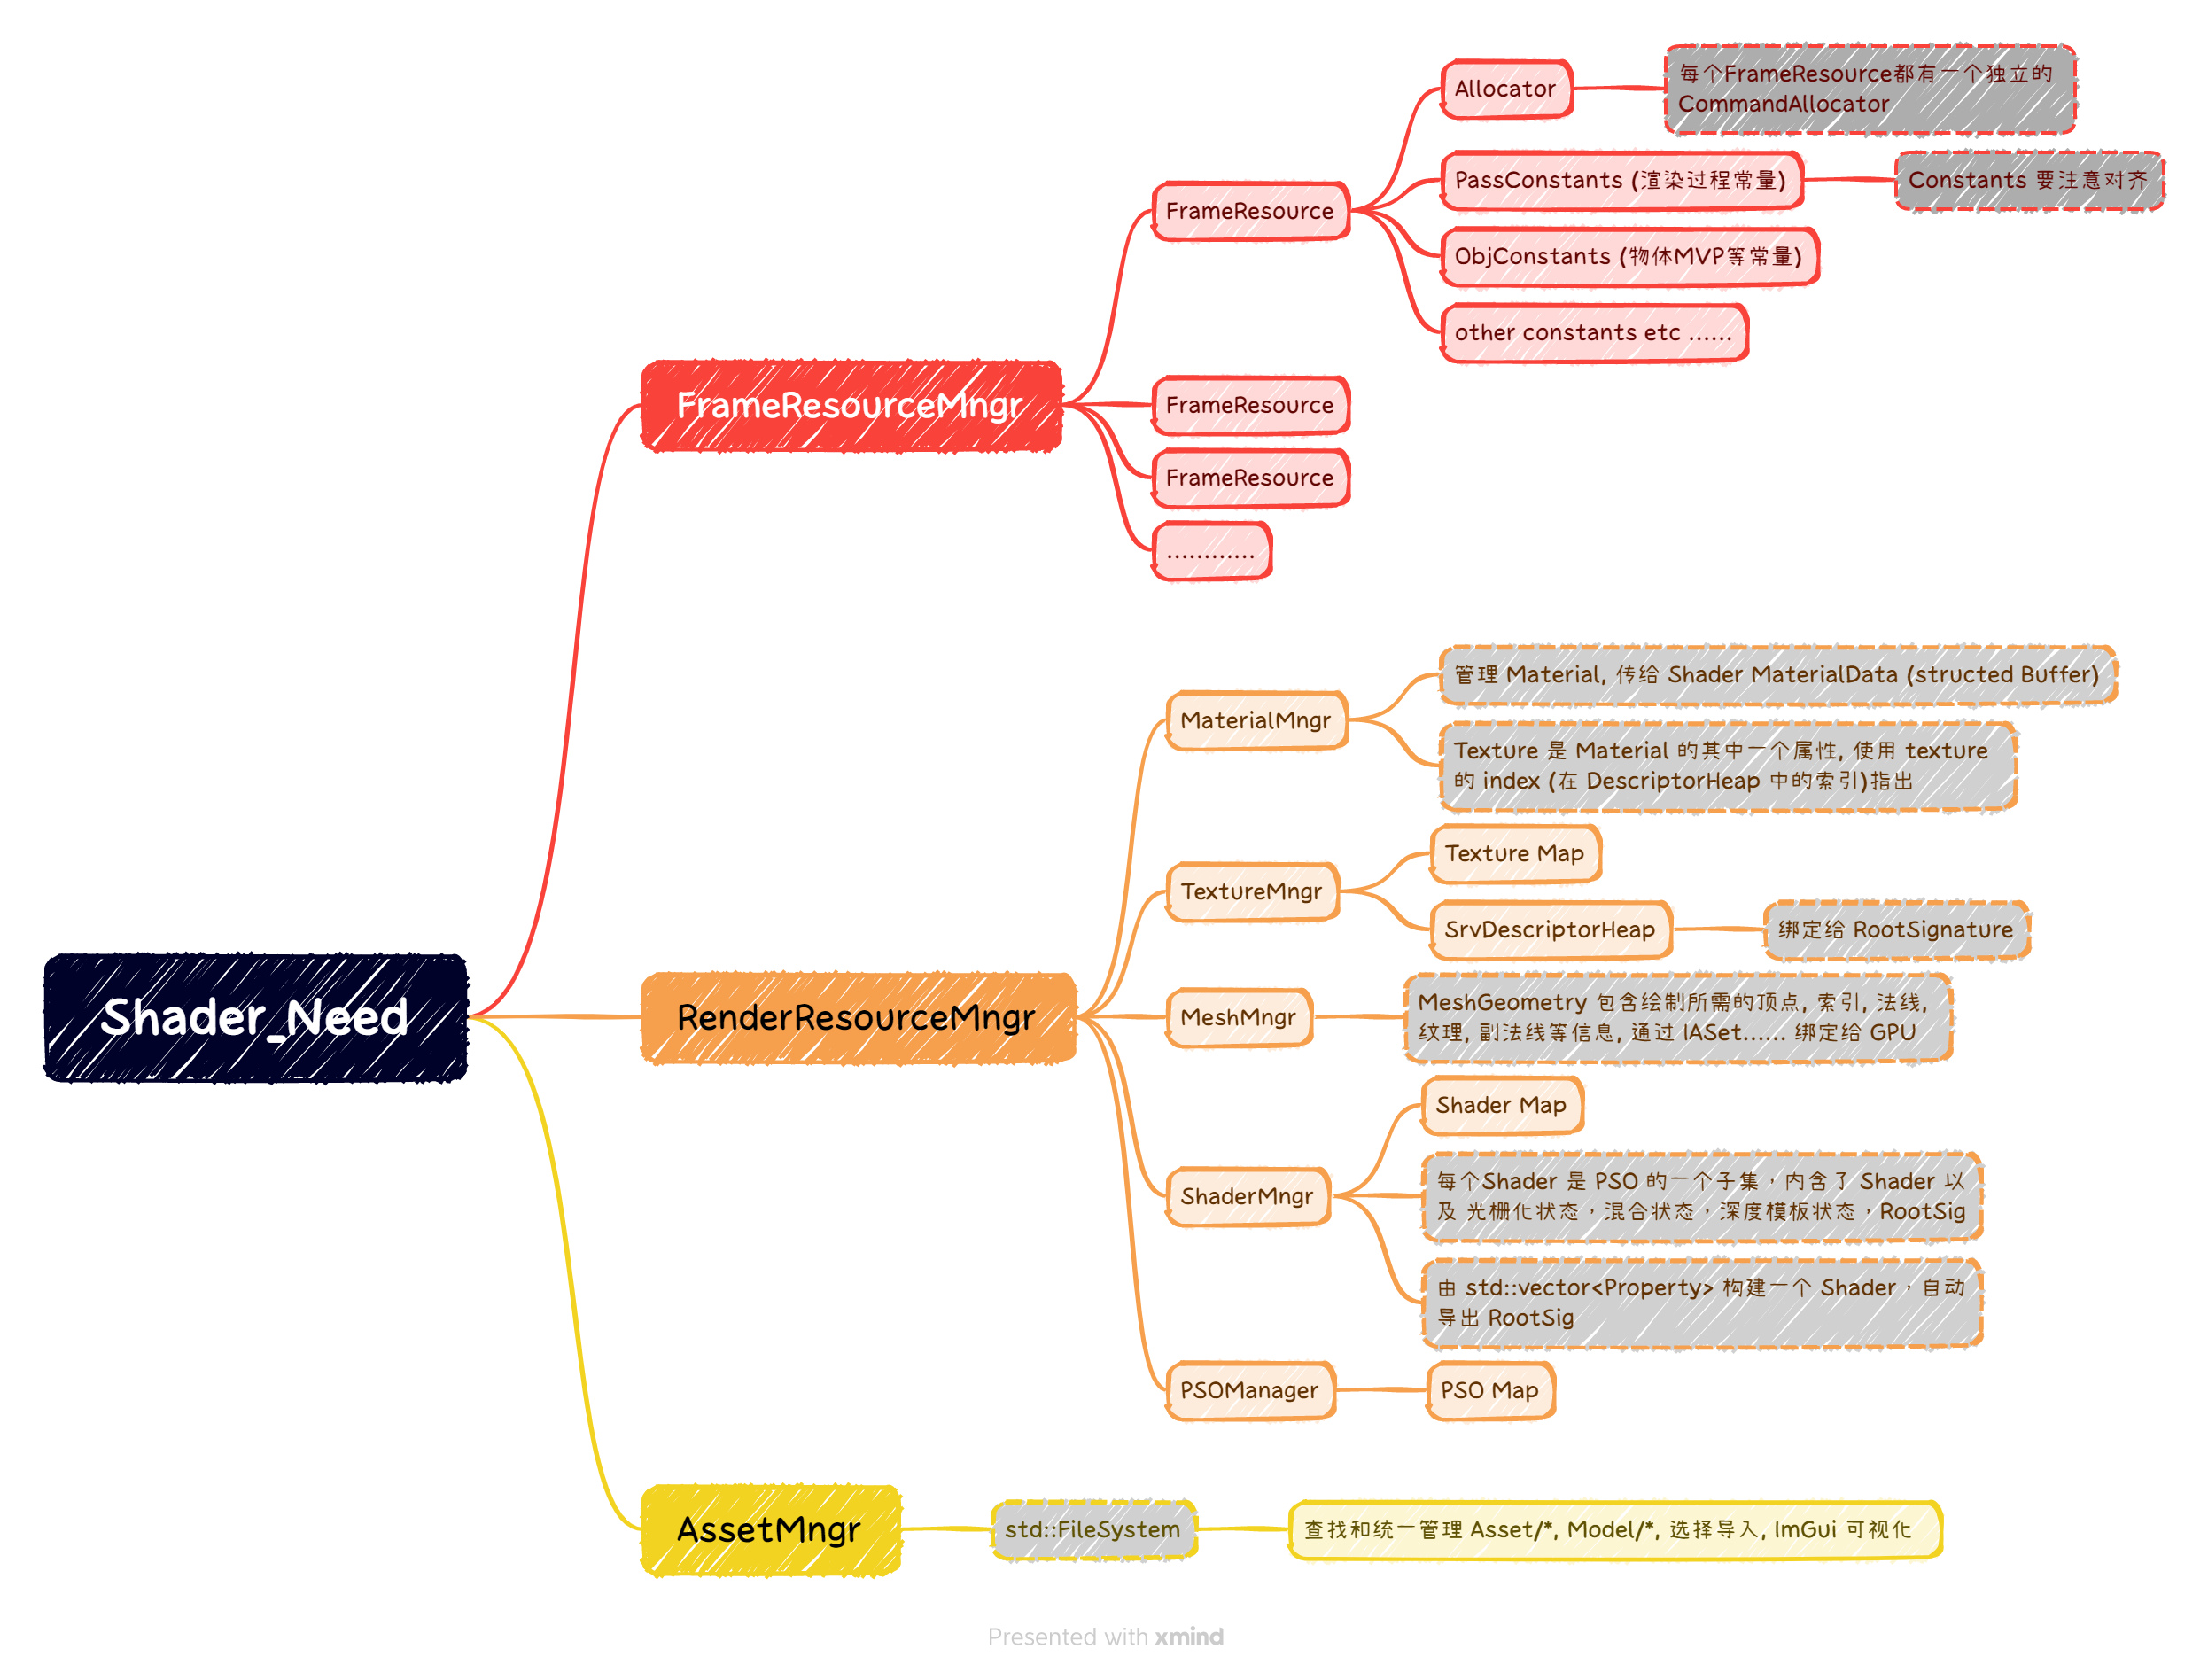 Shader_Need
FrameResourceMngr
FrameResource
Allocator
每个FrameResource都有一个独立的
CommandAllocator
PassConstants (渲染过程常量)
Constants 要注意对齐
ObjConstants (物体MVP等常量)
other constants etc ......
FrameResource
FrameResource
............
RenderResourceMngr
MaterialMngr
管理 Material, 传给 Shader MaterialData (structed Buffer)
Texture 是 Material 的其中一个属性, 使用 texture
的 index (在 DescriptorHeap 中的索引)指出
TextureMngr
Texture Map
SrvDescriptorHeap
绑定给 RootSignature
MeshMngr
MeshGeometry 包含绘制所需的顶点, 索引, 法线,
纹理, 副法线等信息, 通过 IASet...... 绑定给 GPU
ShaderMngr
Shader Map
每个Shader 是 PSO 的一个子集，内含了 Shader 以
及 光栅化状态，混合状态，深度模板状态，RootSig
由 std::vector<Property> 构建一个 Shader，自动
导出 RootSig
PSOManager
PSO Map
AssetMngr
std::FileSystem
查找和统一管理 Asset/*, Model/*, 选择导入, ImGui 可视化
Presented with xmind